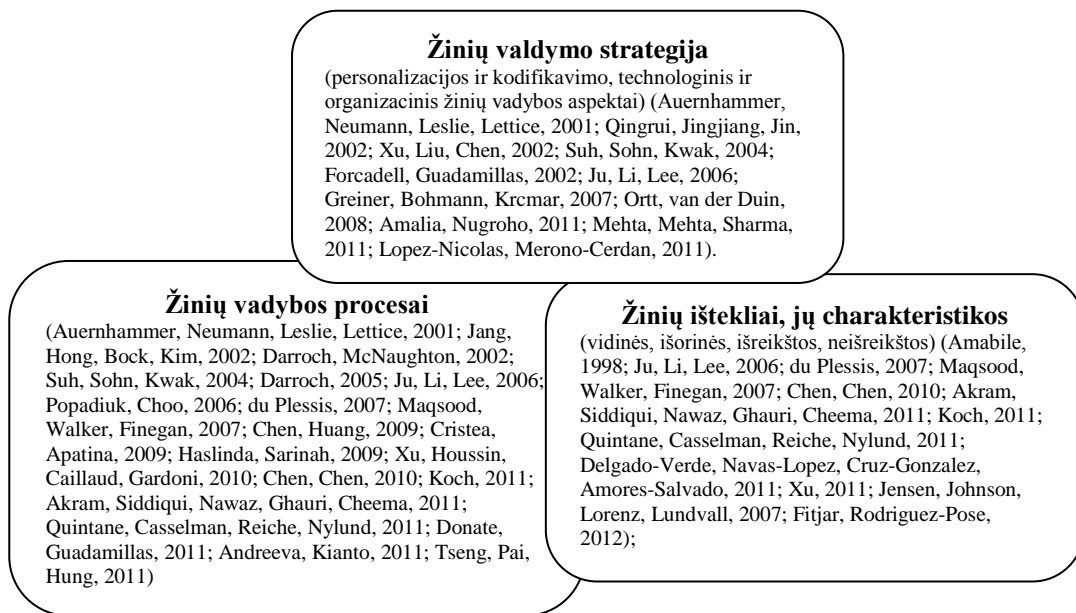 Žinių valdymo strategija
(personalizacijos ir kodifikavimo, technologinis ir
organizacinis žinių vadybos aspektai) (Auernhammer,
Neumann, Leslie, Lettice, 2001; Qingrui, Jingjiang, Jin,
2002; Xu, Liu, Chen, 2002; Suh, Sohn, Kwak, 2004;
Forcadell, Guadamillas, 2002; Ju, Li, Lee, 2006;
Greiner, Bohmann, Krcmar, 2007; Ortt, van der Duin,
2008; Amalia, Nugroho, 2011; Mehta, Mehta, Sharma,
2011; Lopez-Nicolas, Merono-Cerdan, 2011).
Žinių vadybos procesai
(Auernhammer, Neumann, Leslie, Lettice, 2001; Jang,
Hong, Bock, Kim, 2002; Darroch, McNaughton, 2002;
Suh, Sohn, Kwak, 2004; Darroch, 2005; Ju, Li, Lee, 2006;
Popadiuk, Choo, 2006; du Plessis, 2007; Maqsood,
Walker, Finegan, 2007; Chen, Huang, 2009; Cristea,
Apatina, 2009; Haslinda, Sarinah, 2009; Xu, Houssin,
Caillaud, Gardoni, 2010; Chen, Chen, 2010; Koch, 2011;
Akram, Siddiqui, Nawaz, Ghauri, Cheema, 2011;
Quintane, Casselman, Reiche, Nylund, 2011; Donate,
Guadamillas, 2011; Andreeva, Kianto, 2011; Tseng, Pai,
Hung, 2011)
Žinių ištekliai, jų charakteristikos
(vidinės, išorinės, išreikštos, neišreikštos) (Amabile,
1998; Ju, Li, Lee, 2006; du Plessis, 2007; Maqsood,
Walker, Finegan, 2007; Chen, Chen, 2010; Akram,
Siddiqui, Nawaz, Ghauri, Cheema, 2011; Koch, 2011;
Quintane, Casselman, Reiche, Nylund, 2011;
Delgado-Verde, Navas-Lopez, Cruz-Gonzalez,
Amores-Salvado, 2011; Xu, 2011; Jensen, Johnson,
Lorenz, Lundvall, 2007; Fitjar, Rodriguez-Pose,
2012);